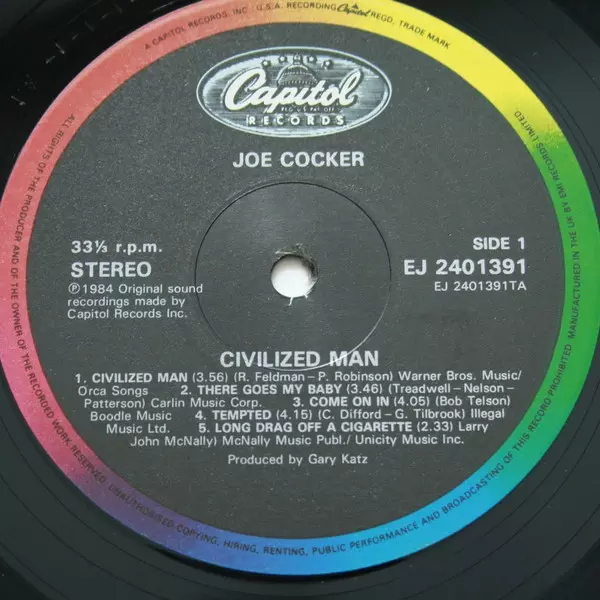 A CAPITOL RECORDS, INC. U.S.A. RECORDING Capitol REGD. TRADE MARK
Capitol
RECORDS
JOE COCKER
33⅓ r.p.m.
STEREO
℗1984 Original sound
recordings made by
Capitol Records Inc.
SIDE 1
EJ 2401391
EJ 2401391TA
CIVILIZED MAN
1. CIVILIZED MAN (3.56) (R. Feldman - P. Robinson) Warner Bros. Music/
Orca Songs 2. THERE GOES MY BABY (3.46) (Treadwell - Nelson -
Patterson) Carlin Music Corp. 3. COME ON IN (4.05) (Bob Telson)
Boodle Music 4. TEMPTED (4.15) (C. Difford - G. Tilbrook) Illegal
Music Ltd. 5. LONG DRAG OFF A CIGARETTE (2.33) Larry
John McNally) McNally Music Publ./ Unicity Music Inc.
Produced by Gary Katz
ALL RIGHTS OF THE PRODUCER AND OF THE OWNER OF THE RECORDED WORK RESERVED. UNAUTHORISED COPYING, HIRING, RENTING, PUBLIC PERFORMANCE AND BROADCASTING OF THIS RECORD PROHIBITED. MANUFACTURED IN THE UK BY EMI RECORDS LIMITED.